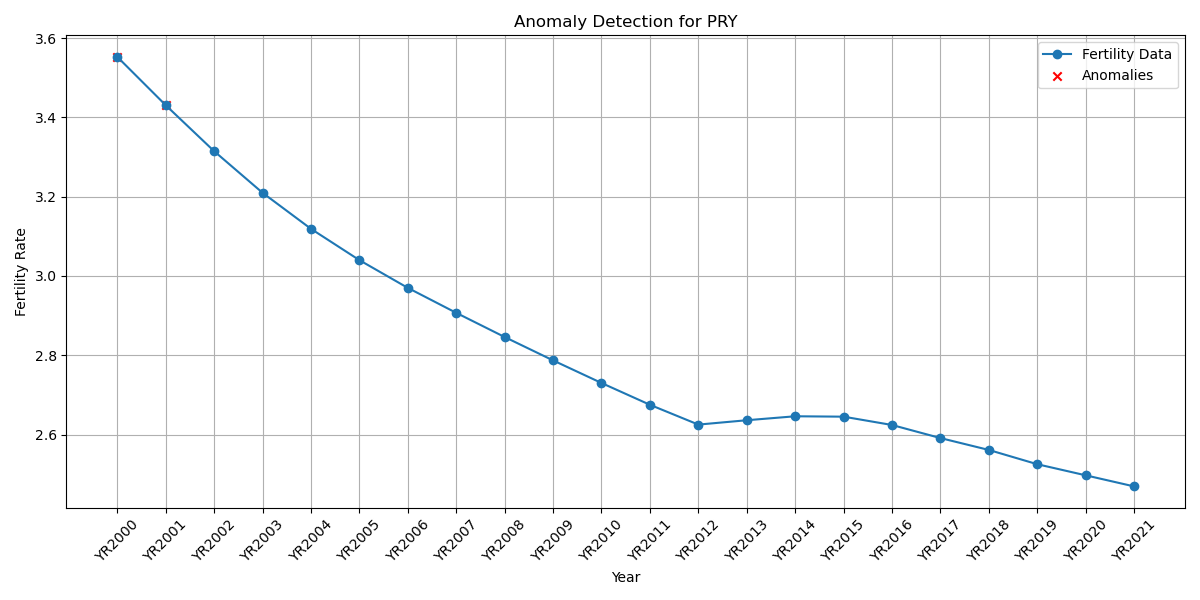 Anomaly Detection for PRY
Fertility Data
Anomalies
3.6
3.4
3.2
3.0
2.8
2.6
Fertility Rate
YR2000 YR2001 YR2002 YR2003 YR2004 YR2005 YR2006 YR2007 YR2008 YR2009 YR2010 YR2011 YR2012 YR2013 YR2014 YR2015 YR2016 YR2017 YR2018 YR2019 YR2020 YR2021
Year